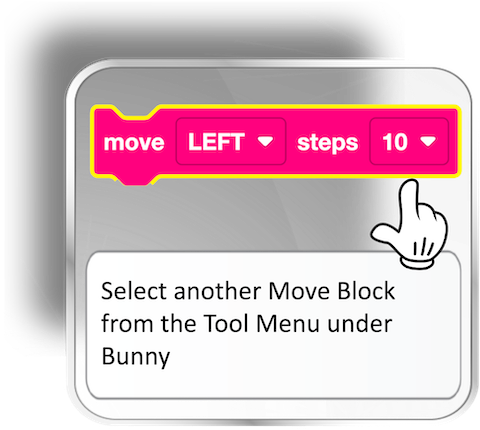 move LEFT steps 10
Select another Move Block
from the Tool Menu under
Bunny